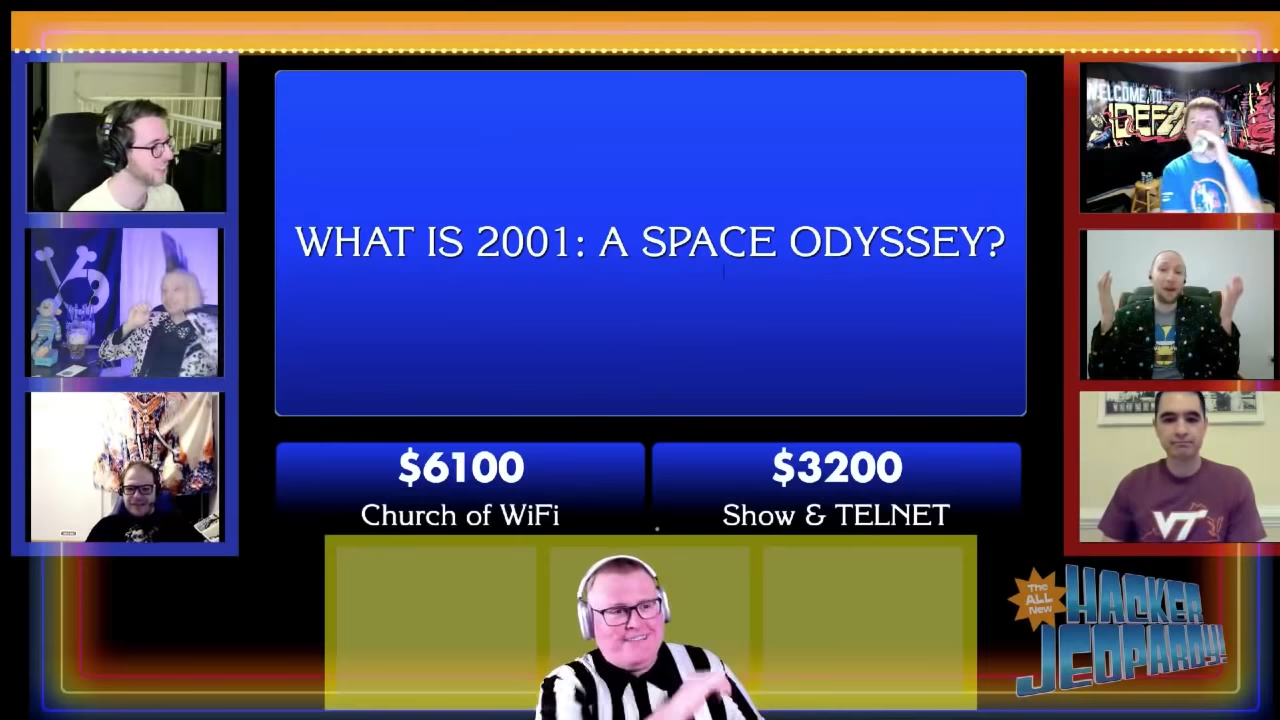 WELCOME TO
DEF
WHAT IS 2001: A SPACE ODYSSEY?
$6100
Church of WiFi
$3200
Show & TELNET
VT
The
ALL
New
HACKER
JEOPARDY!